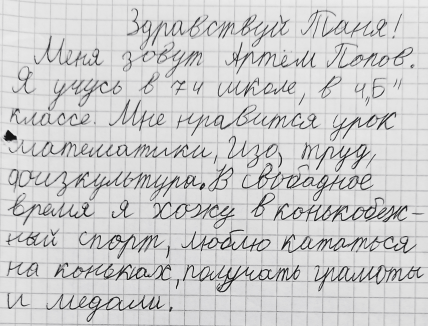 Здравствуй Таня!
Меня зовут Артём Попов.
Я учусь в 74 школе, в 4„Б"
классе. Мне нравится урок
математики, Изо, труд,
физкультура. В свободное
время я хожу в конькобеж-
ный спорт, люблю кататься
на коньках, получать грамоты
и медали.